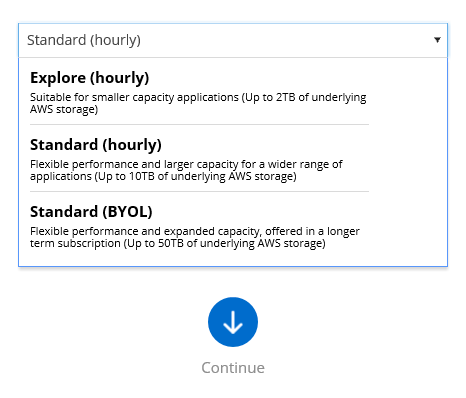 Standard (hourly)
Explore (hourly)
Suitable for smaller capacity applications (Up to 2TB of underlying
AWS storage)
Standard (hourly)
Flexible performance and larger capacity for a wider range of
applications (Up to 10TB of underlying AWS storage)
Standard (BYOL)
Flexible performance and expanded capacity, offered in a longer
term subscription (Up to 50TB of underlying AWS storage)
Continue